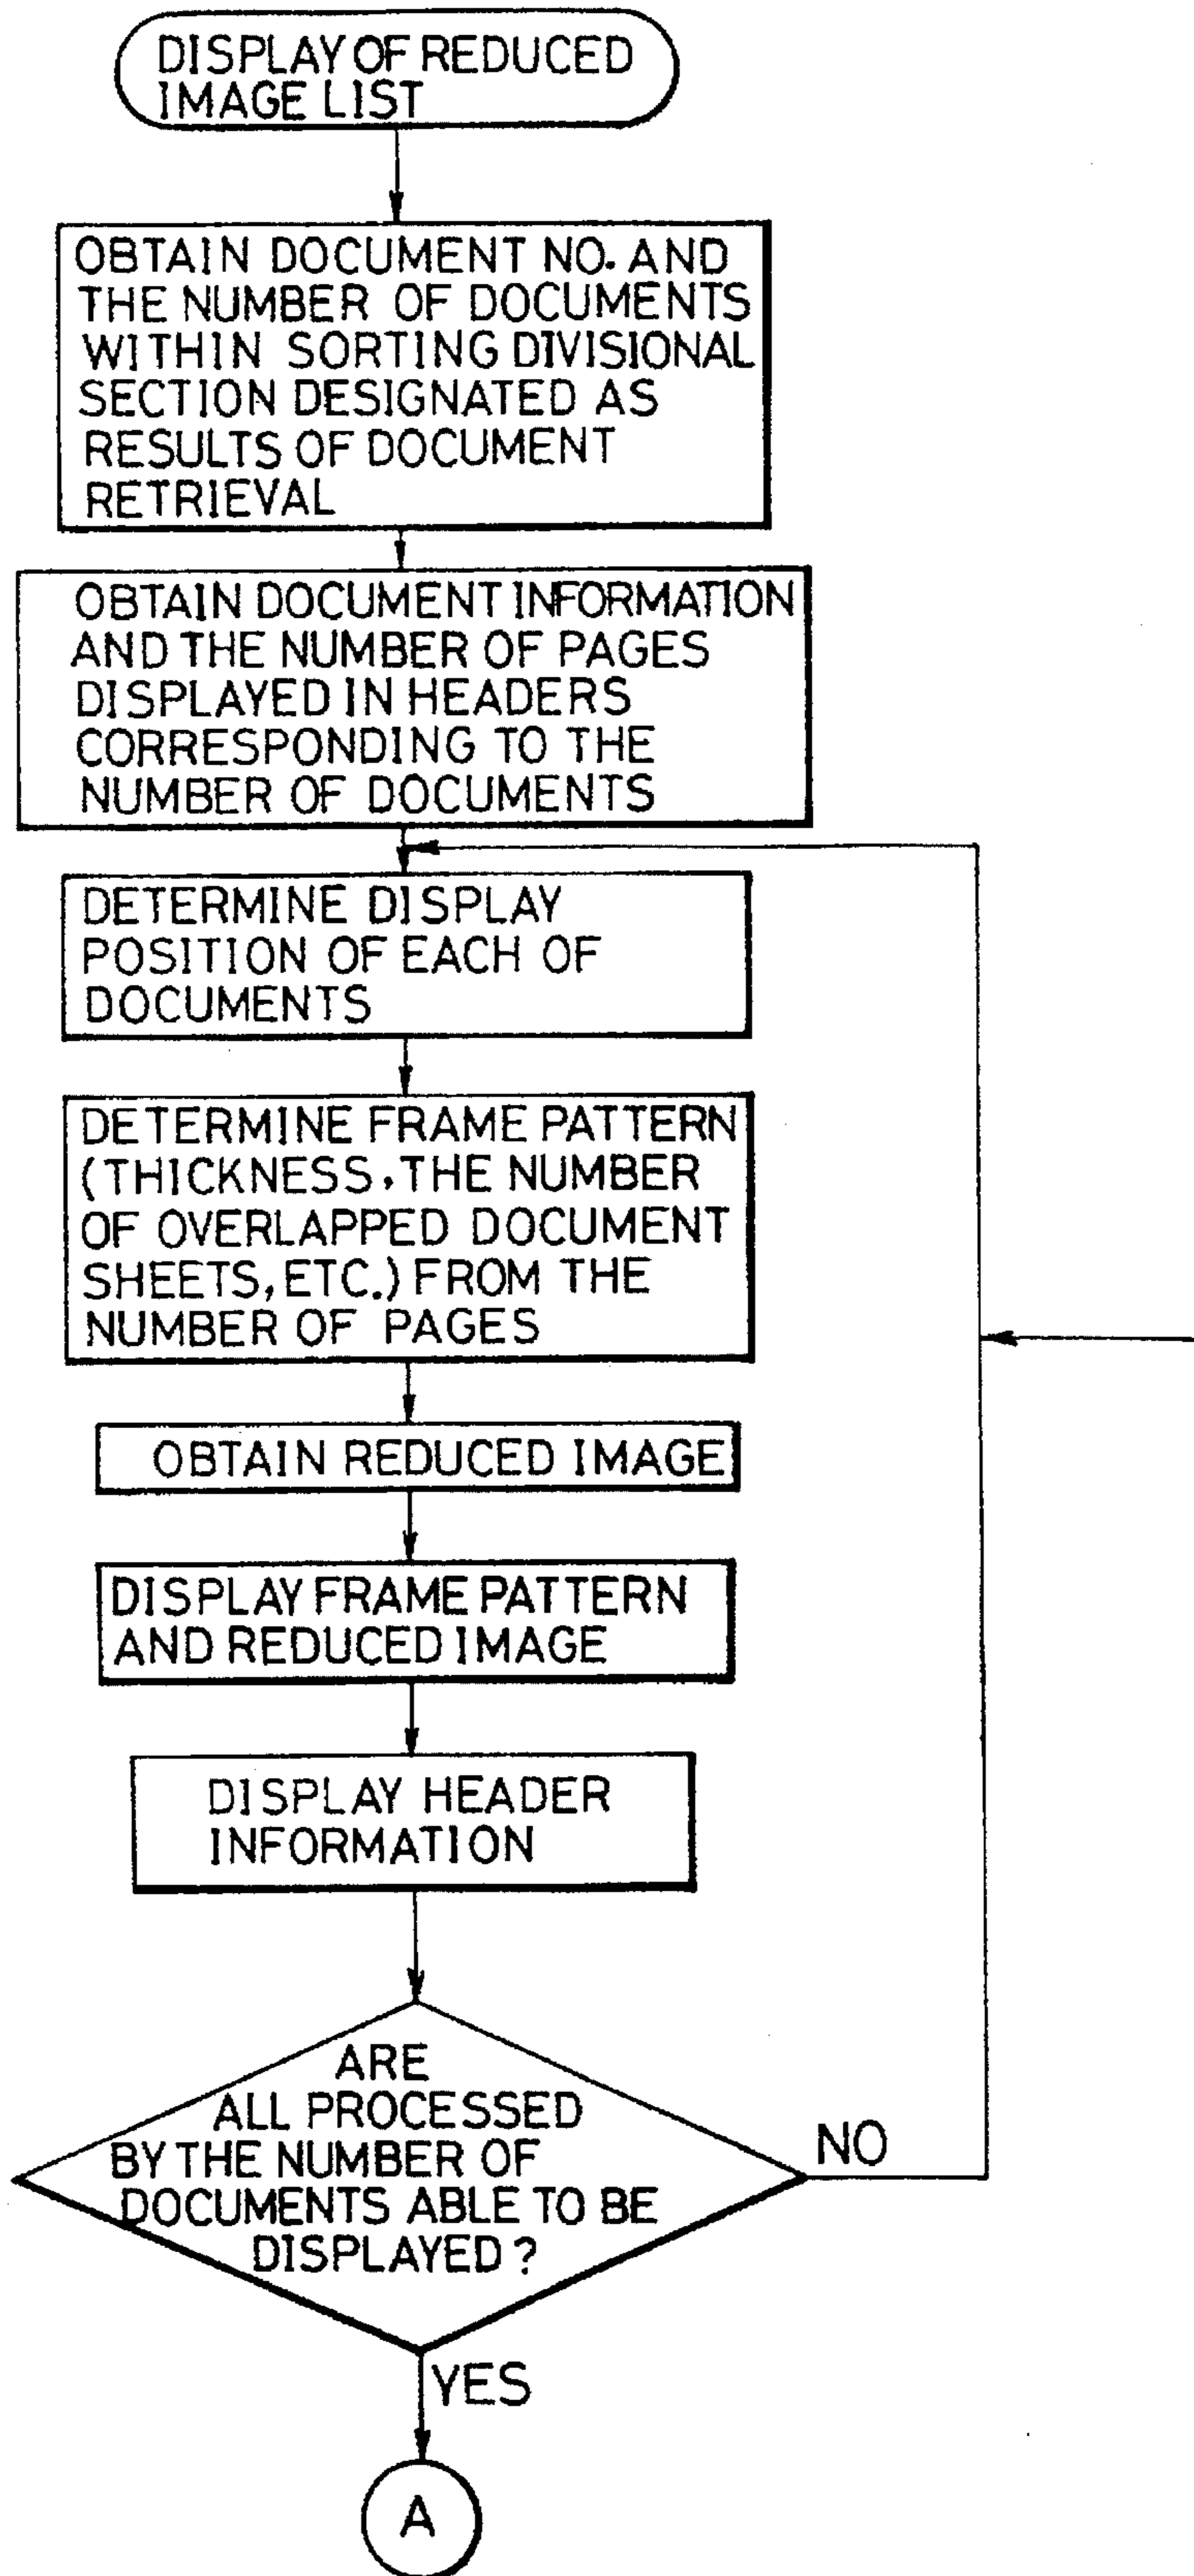 DISPLAY OF REDUCED
IMAGE LIST
OBTAIN DOCUMENT NO. AND
THE NUMBER OF DOCUMENTS
WITHIN SORTING DIVISIONAL
SECTION DESIGNATED AS
RESULTS OF DOCUMENT
RETRIEVAL
OBTAIN DOCUMENT INFORMATION
AND THE NUMBER OF PAGES
DISPLAYED IN HEADERS
CORRESPONDING TO THE
NUMBER OF DOCUMENTS
DETERMINE DISPLAY
POSITION OF EACH OF
DOCUMENTS
DETERMINE FRAME PATTERN
(THICKNESS, THE NUMBER
OF OVERLAPPED DOCUMENT
SHEETS, ETC.) FROM THE
NUMBER OF PAGES
OBTAIN REDUCED IMAGE
DISPLAY FRAME PATTERN
AND REDUCED IMAGE
DISPLAY HEADER
INFORMATION
ARE
ALL PROCESSED
BY THE NUMBER OF
DOCUMENTS ABLE TO BE
DISPLAYED?
NO
YES
A